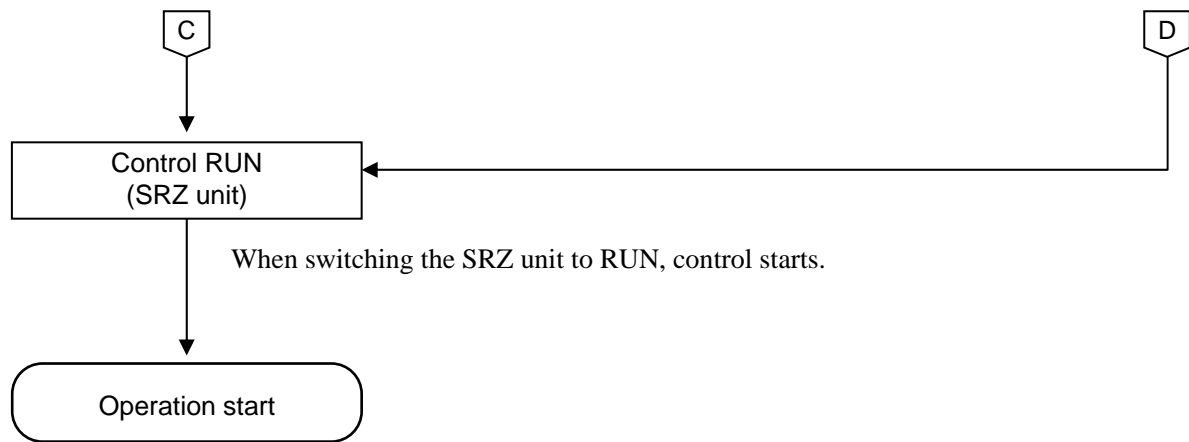 C
D
Control RUN
(SRZ unit)
When switching the SRZ unit to RUN, control starts.
Operation start